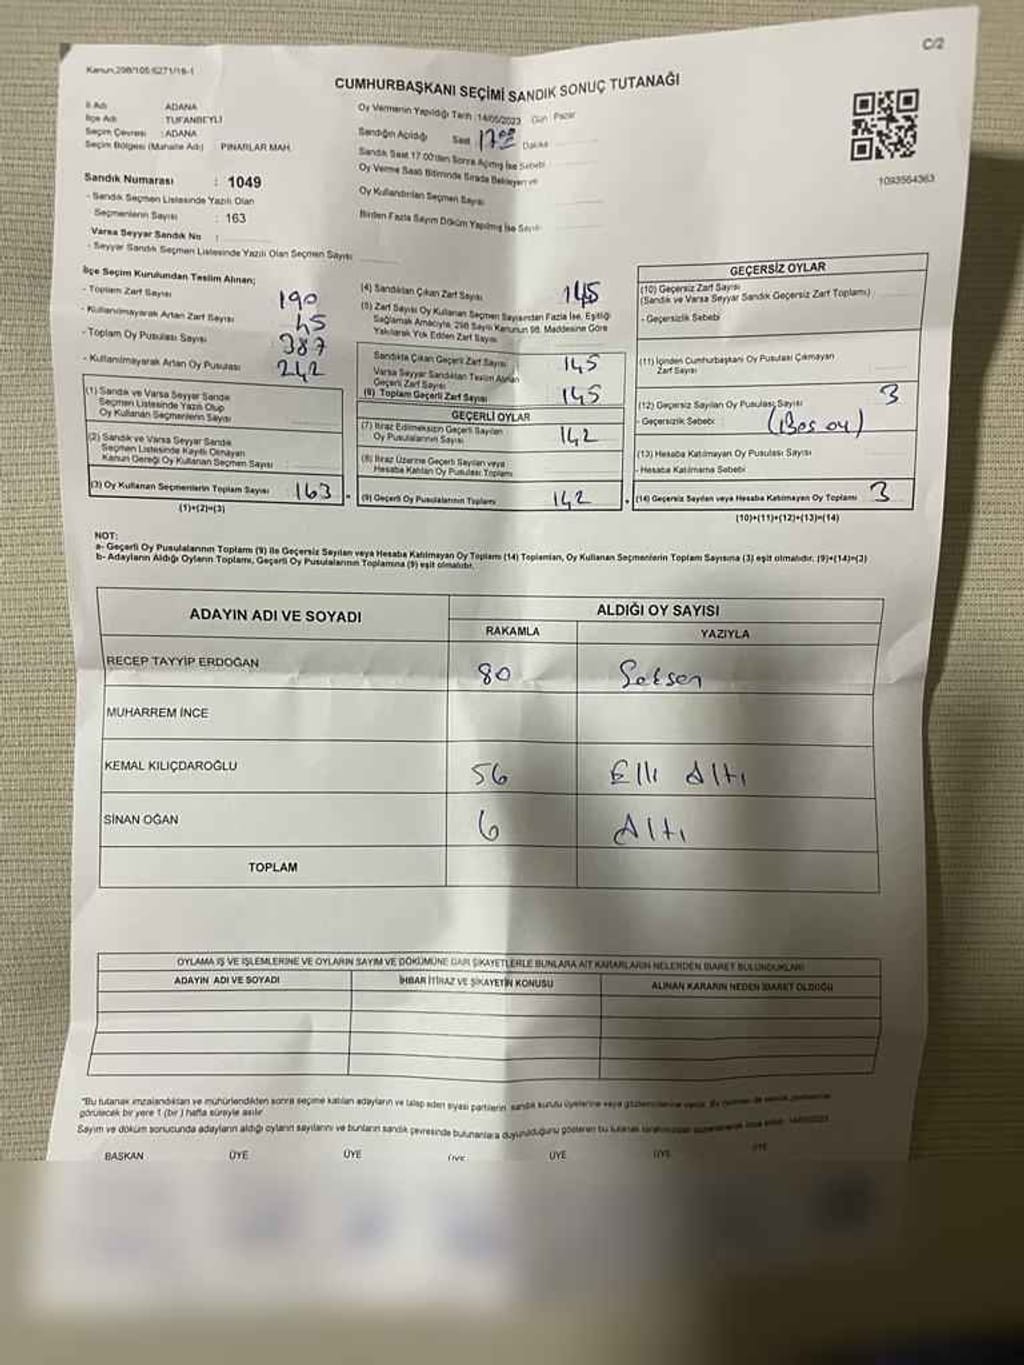 C/2
Kanun.298/105.6271/18-1
CUMHURBAŞKANI SEÇİMİ SANDIK SONUÇ TUTANAĞI
İl Adı ADANA
İlçe Adı TUFANBEYLİ
Seçim Çevresi : ADANA
Seçim Bölgesi (Mahalle Adı) : PINARLAR MAH.
Sandık Numarası : 1049
- Sandık Seçmen Listesinde Yazılı Olan
Seçmenlerin Sayısı : 163
Varsa Seyyar Sandık No :
- Seyyar Sandık Seçmen Listesinde Yazılı Olan Seçmen Sayısı
Oy Vermenin Yapıldığı Tarih :14/05/2023 Gün : Pazar
Sandığın Açıldığı Saat 17:00 Dakika
Sandık Saat 17.00'den Sonra Açmış İse Sebebi
Oy Verme Saati Bitiminde Sırada Bekleyen ve
Oy Kullandırılan Seçmen Sayısı
Birden Fazla Sayım Döküm Yapılmış İse Sayısı
1093564363
İlçe Seçim Kurulundan Teslim Alınan;
- Toplam Zarf Sayısı 190
- Kullanılmayarak Artan Zarf Sayısı 45
- Toplam Oy Pusulası Sayısı 387
- Kullanılmayarak Artan Oy Pusulası 242
(1) Sandık ve Varsa Seyyar Sandık
Seçmen Listesinde Yazılı Olup
Oy Kullanan Seçmenlerin Sayısı
(2) Sandık ve Varsa Seyyar Sandık
Seçmen Listesinde Kayıtlı Olmayan
Kanun Gereği Oy Kullanan Seçmen Sayısı
(3) Oy Kullanan Seçmenlerin Toplam Sayısı 163
(1)+(2)=(3)
(4) Sandıktan Çıkan Zarf Sayısı 145
(5) Zarf Sayısı Oy Kullanan Seçmen Sayısından Fazla İse, Eşitliği
Sağlamak Amacıyla, 298 Sayılı Kanunun 98. Maddesine Göre
Yakılarak Yok Edilen Zarf Sayısı
Sandıkta Çıkan Geçerli Zarf Sayısı 145
Varsa Seyyar Sandıktan Teslim Alınan
Geçerli Zarf Sayısı
(6) Toplam Geçerli Zarf Sayısı 145
GEÇERLİ OYLAR
(7) İtiraz Edilmeksizin Geçerli Sayılan
Oy Pusulalarının Sayısı 142
(8) İtiraz Üzerine Geçerli Sayılan veya
Hesaba Katılan Oy Pusulası Toplamı
(9) Geçerli Oy Pusulalarının Toplamı 142
GEÇERSİZ OYLAR
(10) Geçersiz Zarf Sayısı
(Sandık ve Varsa Seyyar Sandık Geçersiz Zarf Toplamı)
- Geçersizlik Sebebi
(11) İçinden Cumhurbaşkanı Oy Pusulası Çıkmayan
Zarf Sayısı
(12) Geçersiz Sayılan Oy Pusulası Sayısı 3
- Geçersizlik Sebebi (Boş oy)
(13) Hesaba Katılmayan Oy Pusulası Sayısı
- Hesaba Katılmama Sebebi
(14) Geçersiz Sayılan veya Hesaba Katılmayan Oy Toplamı 3
(10)+(11)+(12)+(13)=(14)
NOT:
a- Geçerli Oy Pusulalarının Toplamı (9) ile Geçersiz Sayılan veya Hesaba Katılmayan Oy Toplamı (14) Toplamları, Oy Kullanan Seçmenlerin Toplam Sayısına (3) eşit olmalıdır. (9)+(14)=(3)
b- Adayların Aldığı Oyların Toplamı, Geçerli Oy Pusulalarının Toplamına (9) eşit olmalıdır.
ADAYIN ADI VE SOYADI ALDIĞI OY SAYISI
RAKAMLA YAZIYLA
RECEP TAYYİP ERDOĞAN 80 Seksen
MUHARREM İNCE
KEMAL KILIÇDAROĞLU 56 Elli Altı
SİNAN OĞAN 6 Altı
TOPLAM
OYLAMA İŞ VE İŞLEMLERİNE VE OYLARIN SAYIM VE DÖKÜMÜNE DAİR ŞİKAYETLERLE BUNLARA AİT KARARLARIN NELERDEN İBARET BULUNDUKLARI
ADAYIN ADI VE SOYADI İHBAR İTİRAZ VE ŞİKAYETİN KONUSU ALINAN KARARIN NEDEN İBARET OLDUĞU
"Bu tutanak imzalandıktan ve mühürlendikten sonra seçime katılan adayların ve talep eden siyasi partilerin, sandık kurulu üyelerine veya gözlemcilerine verilir. Bu
görülecek bir yere 1 (bir) hafta süreyle asılır.
Sayım ve döküm sonucunda adayların aldığı oyların sayılarını ve bunların sandık çevresinde bulunanlara duyurulduğunu gösteren bu tutanak
BAŞKAN ÜYE ÜYE ÜYE ÜYE ÜYE ÜYE